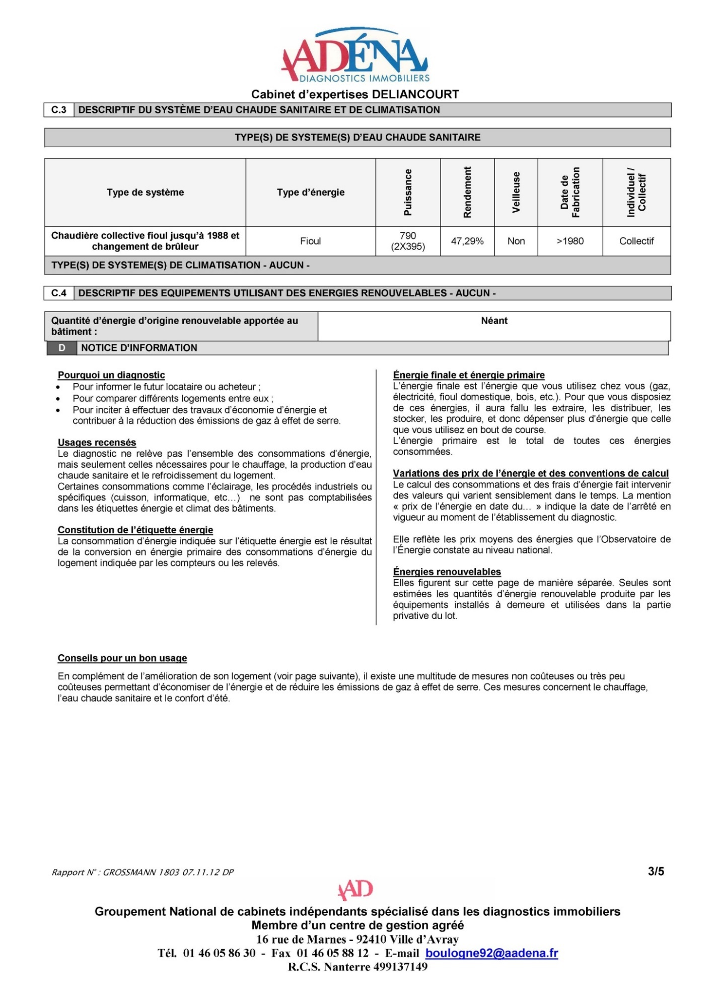 AADÉNA
DIAGNOSTICS IMMOBILIERS
Cabinet d’expertises DELIANCOURT
C.3 DESCRIPTIF DU SYSTÈME D’EAU CHAUDE SANITAIRE ET DE CLIMATISATION
TYPE(S) DE SYSTEME(S) D’EAU CHAUDE SANITAIRE
Type de système
Type d’énergie
Puissance
Rendement
Veilleuse
Date de
Fabrication
Individuel /
Collectif
Chaudière collective fioul jusqu’à 1988 et
changement de brûleur
Fioul
790
(2X395)
47,29%
Non
>1980
Collectif
TYPE(S) DE SYSTEME(S) DE CLIMATISATION - AUCUN -
C.4 DESCRIPTIF DES EQUIPEMENTS UTILISANT DES ENERGIES RENOUVELABLES - AUCUN -
Quantité d’énergie d’origine renouvelable apportée au
bâtiment :
Néant
D NOTICE D’INFORMATION
Pourquoi un diagnostic
• Pour informer le futur locataire ou acheteur ;
• Pour comparer différents logements entre eux ;
• Pour inciter à effectuer des travaux d’économie d’énergie et
contribuer à la réduction des émissions de gaz à effet de serre.
Usages recensés
Le diagnostic ne relève pas l’ensemble des consommations d’énergie,
mais seulement celles nécessaires pour le chauffage, la production d’eau
chaude sanitaire et le refroidissement du logement.
Certaines consommations comme l’éclairage, les procédés industriels ou
spécifiques (cuisson, informatique, etc…) ne sont pas comptabilisées
dans les étiquettes énergie et climat des bâtiments.
Constitution de l’étiquette énergie
La consommation d’énergie indiquée sur l’étiquette énergie est le résultat
de la conversion en énergie primaire des consommations d’énergie du
logement indiquée par les compteurs ou les relevés.
Énergie finale et énergie primaire
L’énergie finale est l’énergie que vous utilisez chez vous (gaz,
électricité, fioul domestique, bois, etc.). Pour que vous disposiez
de ces énergies, il aura fallu les extraire, les distribuer, les
stocker, les produire, et donc dépenser plus d’énergie que celle
que vous utilisez en bout de course.
L’énergie primaire est le total de toutes ces énergies
consommées.
Variations des prix de l’énergie et des conventions de calcul
Le calcul des consommations et des frais d’énergie fait intervenir
des valeurs qui varient sensiblement dans le temps. La mention
« prix de l’énergie en date du… » indique la date de l’arrêté en
vigueur au moment de l’établissement du diagnostic.
Elle reflète les prix moyens des énergies que l’Observatoire de
l’Énergie constate au niveau national.
Énergies renouvelables
Elles figurent sur cette page de manière séparée. Seules sont
estimées les quantités d’énergie renouvelable produite par les
équipements installés à demeure et utilisées dans la partie
privative du lot.
Conseils pour un bon usage
En complément de l’amélioration de son logement (voir page suivante), il existe une multitude de mesures non coûteuses ou très peu
coûteuses permettant d’économiser de l’énergie et de réduire les émissions de gaz à effet de serre. Ces mesures concernent le chauffage,
l’eau chaude sanitaire et le confort d’été.
Rapport N° : GROSSMANN 1803 07.11.12 DP
3/5
AAD
Groupement National de cabinets indépendants spécialisé dans les diagnostics immobiliers
Membre d’un centre de gestion agréé
16 rue de Marnes - 92410 Ville d’Avray
Tél. 01 46 05 86 30 - Fax 01 46 05 88 12 - E-mail boulogne92@aadena.fr
R.C.S. Nanterre 499137149